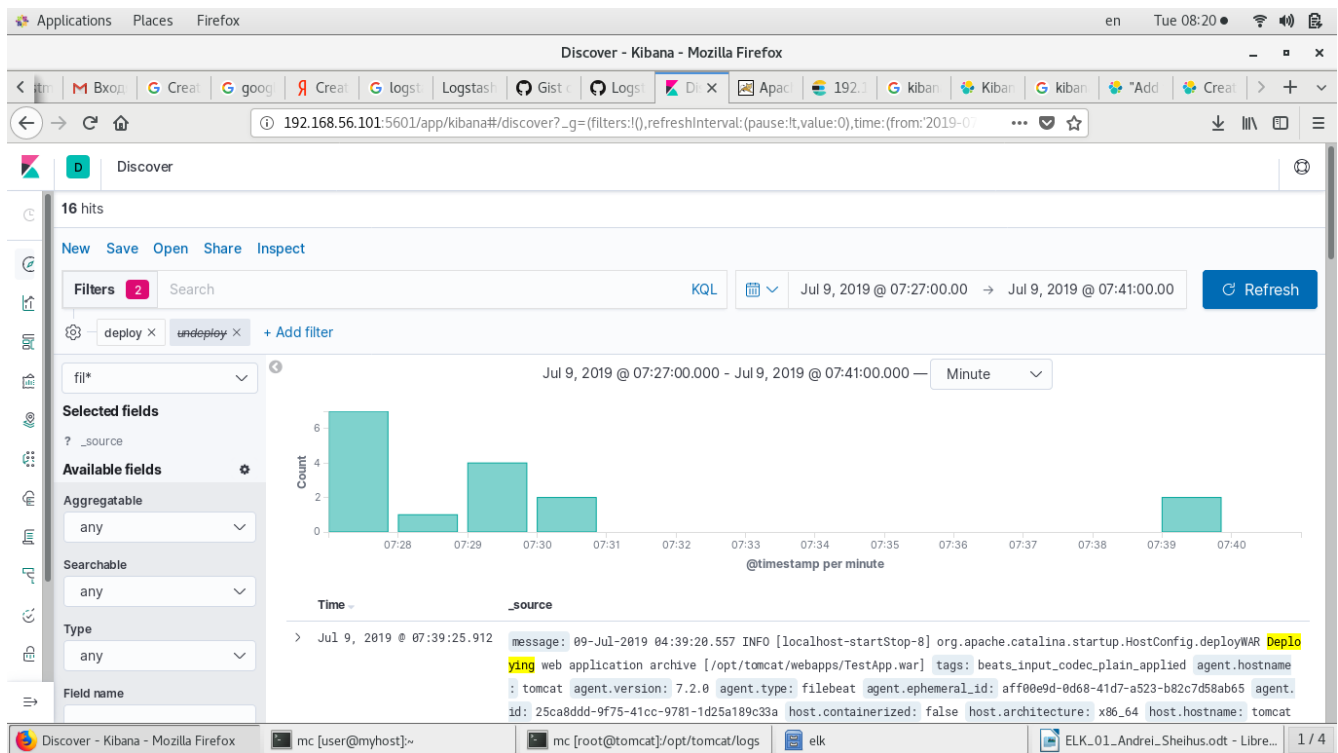 Applications Places Firefox en Tue 08:20
Discover - Kibana - Mozilla Firefox
Вход Creat goog Creat logst Logstash Gist Logst Di Apac 192. kiban Kiban kiban "Add Creat
192.168.56.101:5601/app/kibana#/discover?_g=(filters:!(),refreshInterval:(pause:!t,value:0),time:(from:'2019-07
D Discover
16 hits
New Save Open Share Inspect
Filters 2 Search KQL Jul 9, 2019 @ 07:27:00.00 → Jul 9, 2019 @ 07:41:00.00 Refresh
deploy × undeploy × + Add filter
fil*
Jul 9, 2019 @ 07:27:00.000 - Jul 9, 2019 @ 07:41:00.000 — Minute
Selected fields
? _source
Available fields
Aggregatable
any
Searchable
any
Type
any
Field name
Count
6
4
2
0
07:28 07:29 07:30 07:31 07:32 07:33 07:34 07:35 07:36 07:37 07:38 07:39 07:40
@timestamp per minute
Time _source
Jul 9, 2019 @ 07:39:25.912 message: 09-Jul-2019 04:39:20.557 INFO [localhost-startStop-8] org.apache.catalina.startup.HostConfig.deployWAR Deplo
ying web application archive [/opt/tomcat/webapps/TestApp.war] tags: beats_input_codec_plain_applied agent.hostname
: tomcat agent.version: 7.2.0 agent.type: filebeat agent.ephemeral_id: aff00e9d-0d68-41d7-a523-b82c7d58ab65 agent.
id: 25ca8ddd-9f75-41cc-9781-1d25a189c33a host.containerized: false host.architecture: x86_64 host.hostname: tomcat
Discover - Kibana - Mozilla Firefox mc [user@myhost]:~ mc [root@tomcat]:/opt/tomcat/logs elk ELK_01_Andrei_Sheihus.odt - Libre... 1 / 4